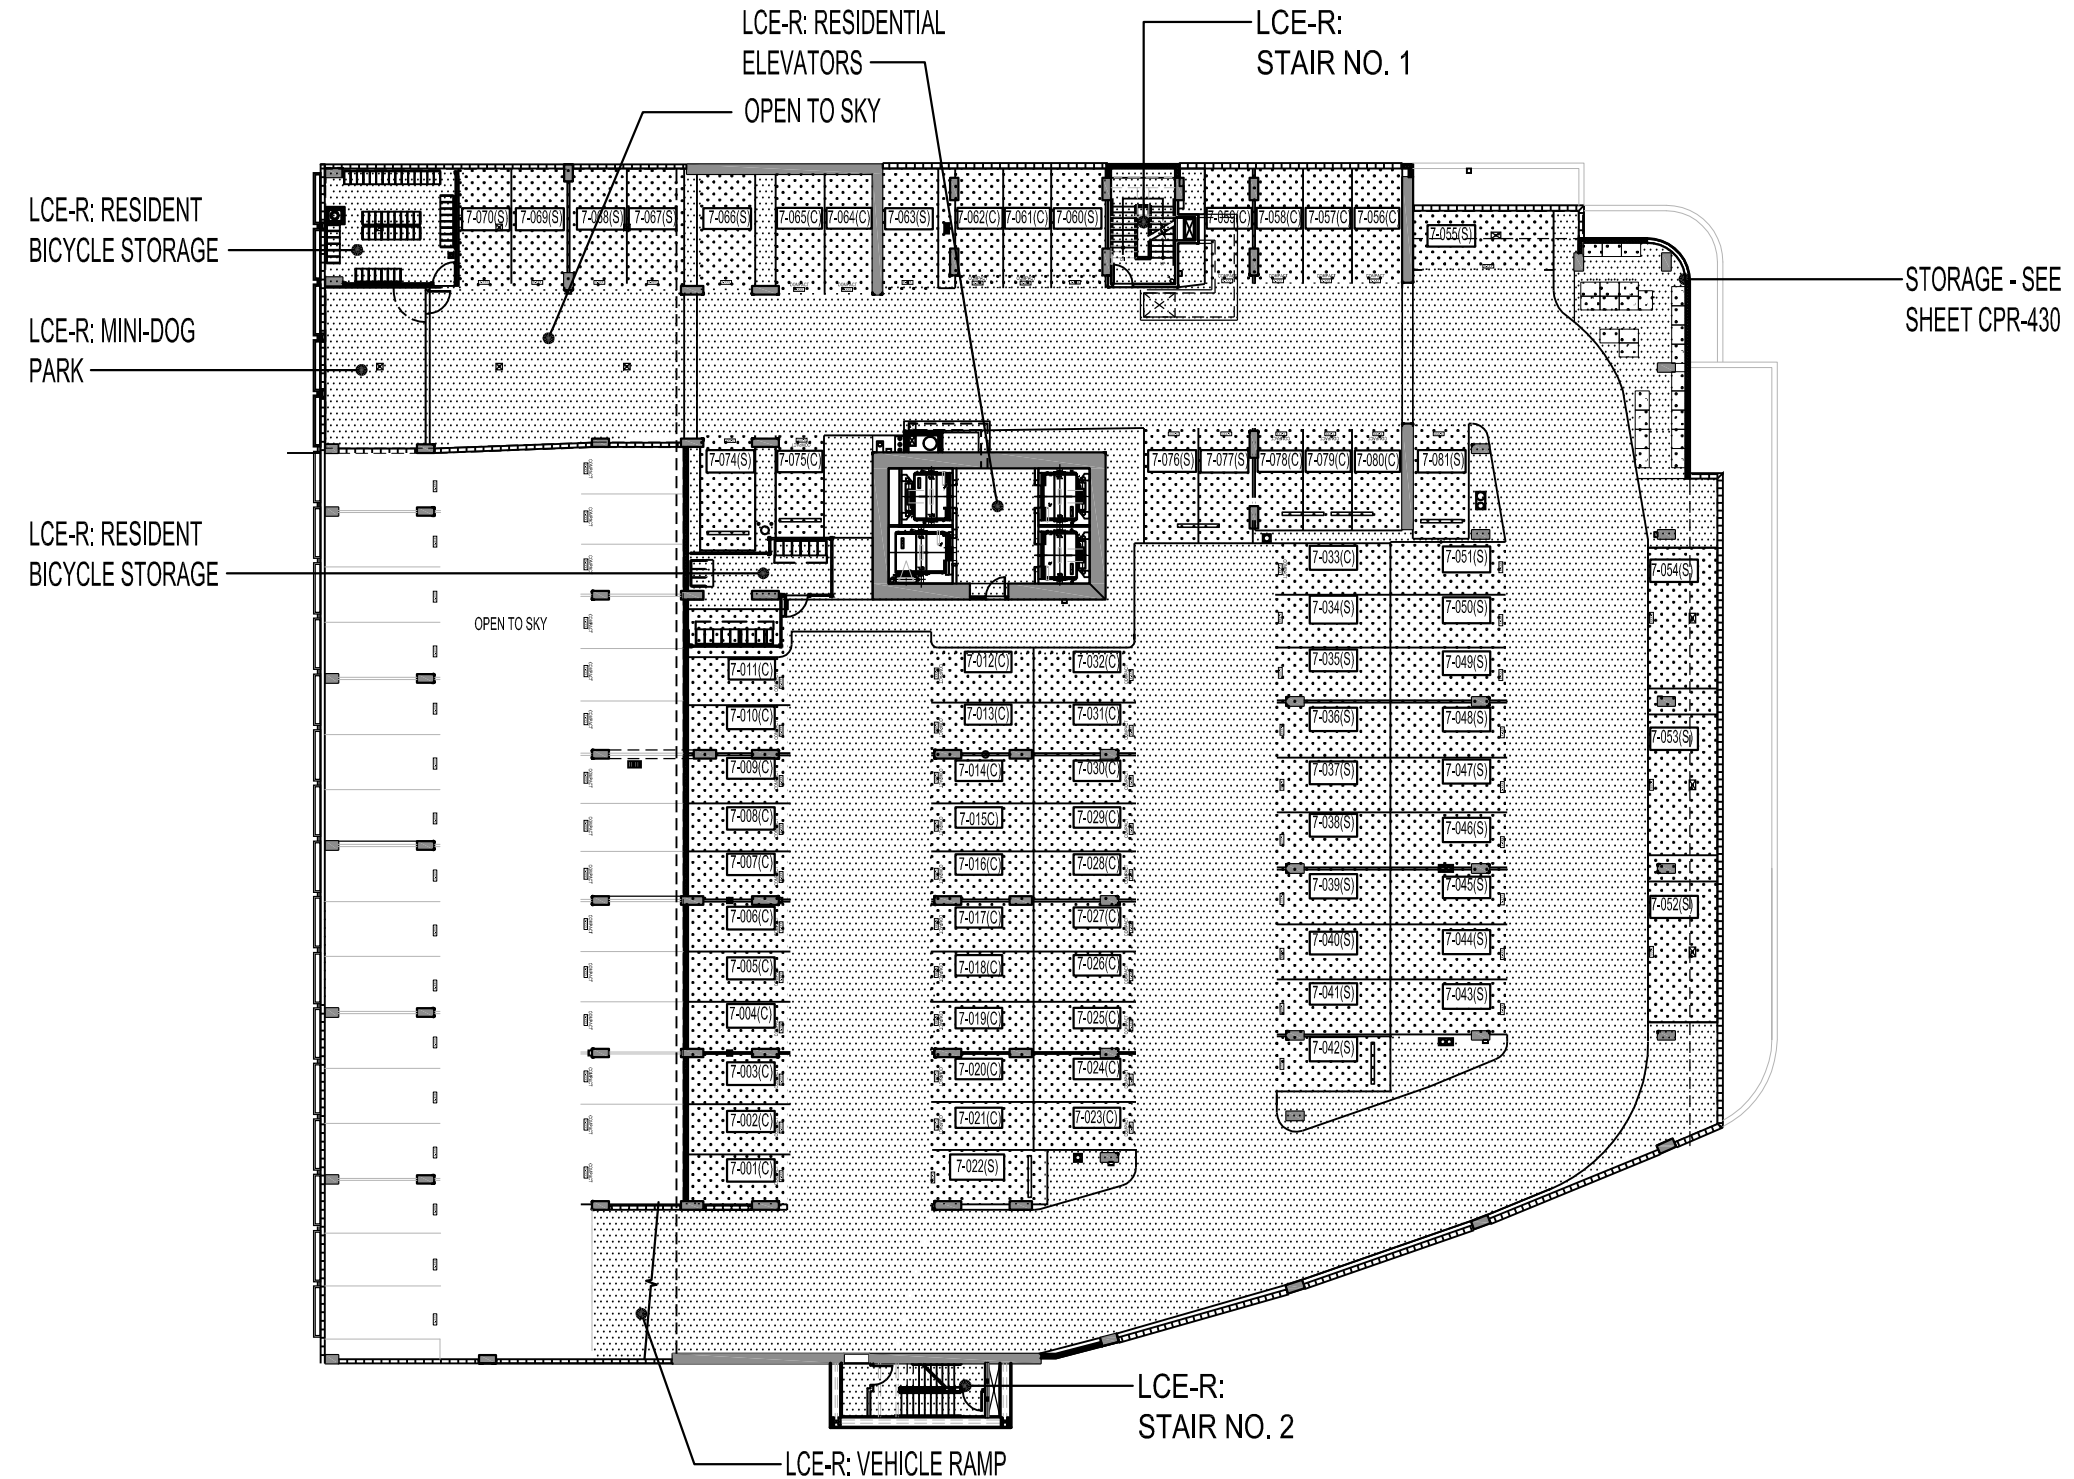 LCE-R: RESIDENTIAL
ELEVATORS
OPEN TO SKY
LCE-R:
STAIR NO. 1
LCE-R: RESIDENT
BICYCLE STORAGE
LCE-R: MINI-DOG
PARK
STORAGE - SEE
SHEET CPR-430
7-070(S)
7-069(S)
7-068(S)
7-067(S)
7-066(S)
7-065(C)
7-064(C)
7-063(S)
7-062(C)
7-061(C)
7-060(S)
7-059(C)
7-058(C)
7-057(C)
7-056(C)
7-055(S)
7-074(S)
7-075(C)
7-076(S)
7-077(S)
7-078(C)
7-079(C)
7-080(C)
7-081(S)
LCE-R: RESIDENT
BICYCLE STORAGE
OPEN TO SKY
7-033(C)
7-051(S)
7-054(S)
7-034(S)
7-050(S)
7-011(C)
7-012(C)
7-032(C)
7-035(S)
7-049(S)
7-010(C)
7-013(C)
7-031(C)
7-036(S)
7-048(S)
7-053(S)
7-009(C)
7-014(C)
7-030(C)
7-037(S)
7-047(S)
7-008(C)
7-015C)
7-029(C)
7-038(S)
7-046(S)
7-007(C)
7-016(C)
7-028(C)
7-039(S)
7-045(S)
7-052(S)
7-006(C)
7-017(C)
7-027(C)
7-040(S)
7-044(S)
7-005(C)
7-018(C)
7-026(C)
7-041(S)
7-043(S)
7-004(C)
7-019(C)
7-025(C)
7-042(S)
7-003(C)
7-020(C)
7-024(C)
7-002(C)
7-021(C)
7-023(C)
7-001(C)
7-022(S)
LCE-R:
STAIR NO. 2
LCE-R: VEHICLE RAMP